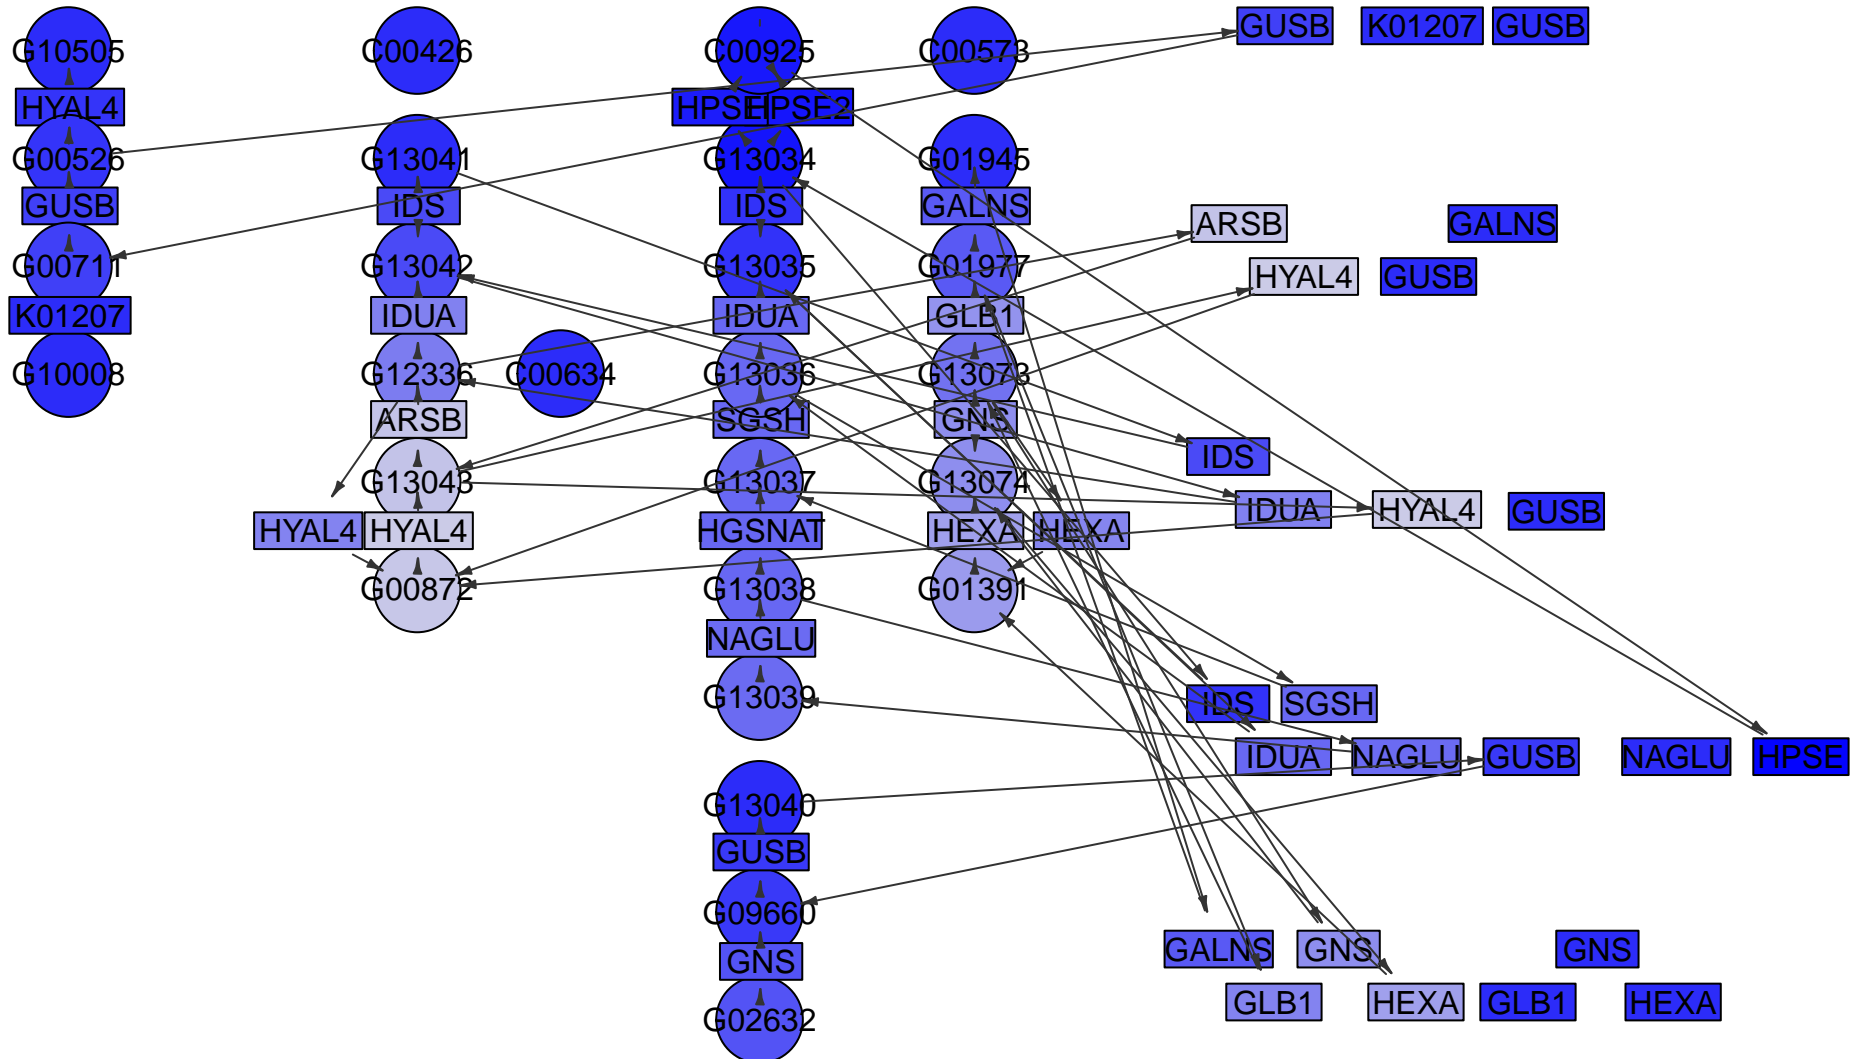 G10505 C00426 C00925 C00573 GUSB K01207 GUSB
HYAL4 HPSE HPSE2
G00526 G13041 G13034 G01945
GUSB IDS IDS GALNS ARSB GALNS
G00711 G13042 G13035 G01977 HYAL4 GUSB
K01207 IDUA IDUA GLB1
G10008 G12336 C00634 G13036 G13073
ARSB SGSH GNS IDS
G13043 G13037 G13074 IDUA HYAL4 GUSB
HYAL4 HYAL4 HGSNAT HEXA HEXA
G00872 G13038 G01391
NAGLU
G13039 IDS SGSH
IDUA NAGLU GUSB NAGLU HPSE
G13040
GUSB
G09660
GNS GALNS GNS GNS
G02632 GLB1 HEXA GLB1 HEXA